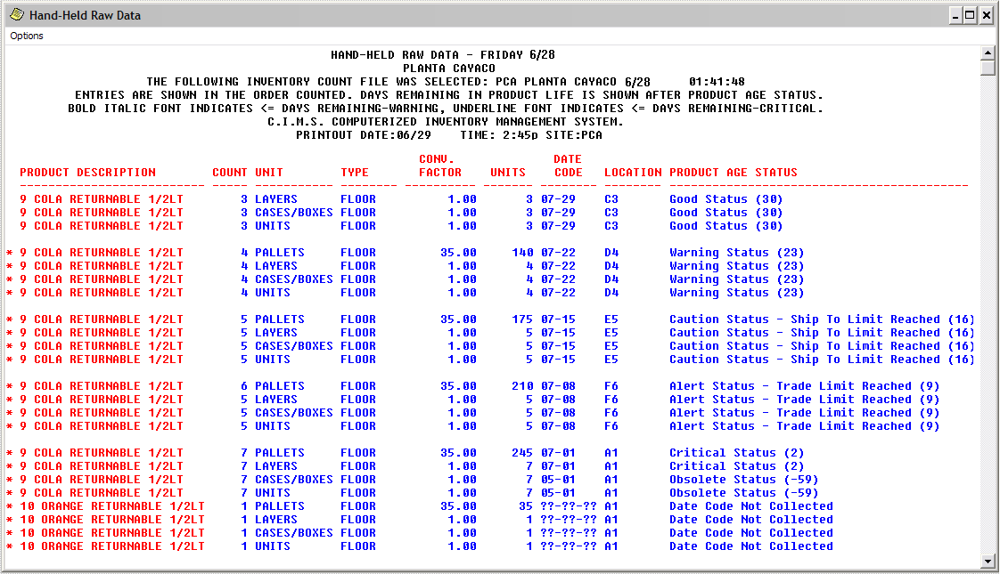 Hand-Held Raw Data
Options
HAND-HELD RAW DATA - FRIDAY 6/28
PLANTA CAYACO
THE FOLLOWING INVENTORY COUNT FILE WAS SELECTED: PCA PLANTA CAYACO 6/28 01:41:48
ENTRIES ARE SHOWN IN THE ORDER COUNTED. DAYS REMAINING IN PRODUCT LIFE IS SHOWN AFTER PRODUCT AGE STATUS.
BOLD ITALIC FONT INDICATES <= DAYS REMAINING-WARNING, UNDERLINE FONT INDICATES <= DAYS REMAINING-CRITICAL.
C.I.M.S. COMPUTERIZED INVENTORY MANAGEMENT SYSTEM.
PRINTOUT DATE:06/29 TIME: 2:45p SITE:PCA
CONV. DATE
PRODUCT DESCRIPTION COUNT UNIT TYPE FACTOR UNITS CODE LOCATION PRODUCT AGE STATUS
9 COLA RETURNABLE 1/2LT 3 LAYERS FLOOR 1.00 3 07-29 C3 Good Status (30)
9 COLA RETURNABLE 1/2LT 3 CASES/BOXES FLOOR 1.00 3 07-29 C3 Good Status (30)
9 COLA RETURNABLE 1/2LT 3 UNITS FLOOR 1.00 3 07-29 C3 Good Status (30)
* 9 COLA RETURNABLE 1/2LT 4 PALLETS FLOOR 35.00 140 07-22 D4 Warning Status (23)
* 9 COLA RETURNABLE 1/2LT 4 LAYERS FLOOR 1.00 4 07-22 D4 Warning Status (23)
* 9 COLA RETURNABLE 1/2LT 4 CASES/BOXES FLOOR 1.00 4 07-22 D4 Warning Status (23)
* 9 COLA RETURNABLE 1/2LT 4 UNITS FLOOR 1.00 4 07-22 D4 Warning Status (23)
* 9 COLA RETURNABLE 1/2LT 5 PALLETS FLOOR 35.00 175 07-15 E5 Caution Status - Ship To Limit Reached (16)
* 9 COLA RETURNABLE 1/2LT 5 LAYERS FLOOR 1.00 5 07-15 E5 Caution Status - Ship To Limit Reached (16)
* 9 COLA RETURNABLE 1/2LT 5 CASES/BOXES FLOOR 1.00 5 07-15 E5 Caution Status - Ship To Limit Reached (16)
* 9 COLA RETURNABLE 1/2LT 5 UNITS FLOOR 1.00 5 07-15 E5 Caution Status - Ship To Limit Reached (16)
* 9 COLA RETURNABLE 1/2LT 6 PALLETS FLOOR 35.00 210 07-08 F6 Alert Status - Trade Limit Reached (9)
* 9 COLA RETURNABLE 1/2LT 5 LAYERS FLOOR 1.00 5 07-08 F6 Alert Status - Trade Limit Reached (9)
* 9 COLA RETURNABLE 1/2LT 5 CASES/BOXES FLOOR 1.00 5 07-08 F6 Alert Status - Trade Limit Reached (9)
* 9 COLA RETURNABLE 1/2LT 5 UNITS FLOOR 1.00 5 07-08 F6 Alert Status - Trade Limit Reached (9)
* 9 COLA RETURNABLE 1/2LT 7 PALLETS FLOOR 35.00 245 07-01 A1 Critical Status (2)
* 9 COLA RETURNABLE 1/2LT 7 LAYERS FLOOR 1.00 7 07-01 A1 Critical Status (2)
* 9 COLA RETURNABLE 1/2LT 7 CASES/BOXES FLOOR 1.00 7 05-01 A1 Obsolete Status (-59)
* 9 COLA RETURNABLE 1/2LT 7 UNITS FLOOR 1.00 7 05-01 A1 Obsolete Status (-59)
* 10 ORANGE RETURNABLE 1/2LT 1 PALLETS FLOOR 35.00 35 ??-??-?? A1 Date Code Not Collected
* 10 ORANGE RETURNABLE 1/2LT 1 LAYERS FLOOR 1.00 1 ??-??-?? A1 Date Code Not Collected
* 10 ORANGE RETURNABLE 1/2LT 1 CASES/BOXES FLOOR 1.00 1 ??-??-?? A1 Date Code Not Collected
* 10 ORANGE RETURNABLE 1/2LT 1 UNITS FLOOR 1.00 1 ??-??-?? A1 Date Code Not Collected